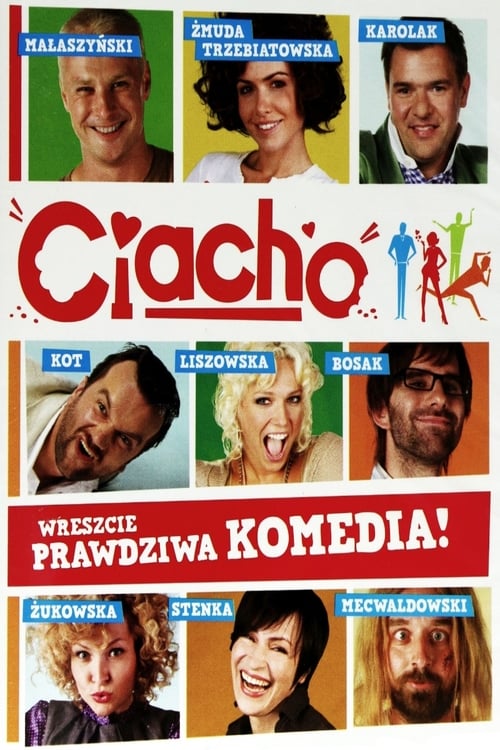 MAŁASZYŃSKI
ŻMUDA
TRZEBIATOWSKA
KAROLAK
Ciacho
KOT
LISZOWSKA
BOSAK
WRESZCIE
PRAWDZIWA KOMEDIA!
ŻUKOWSKA
STENKA
MECWALDOWSKI